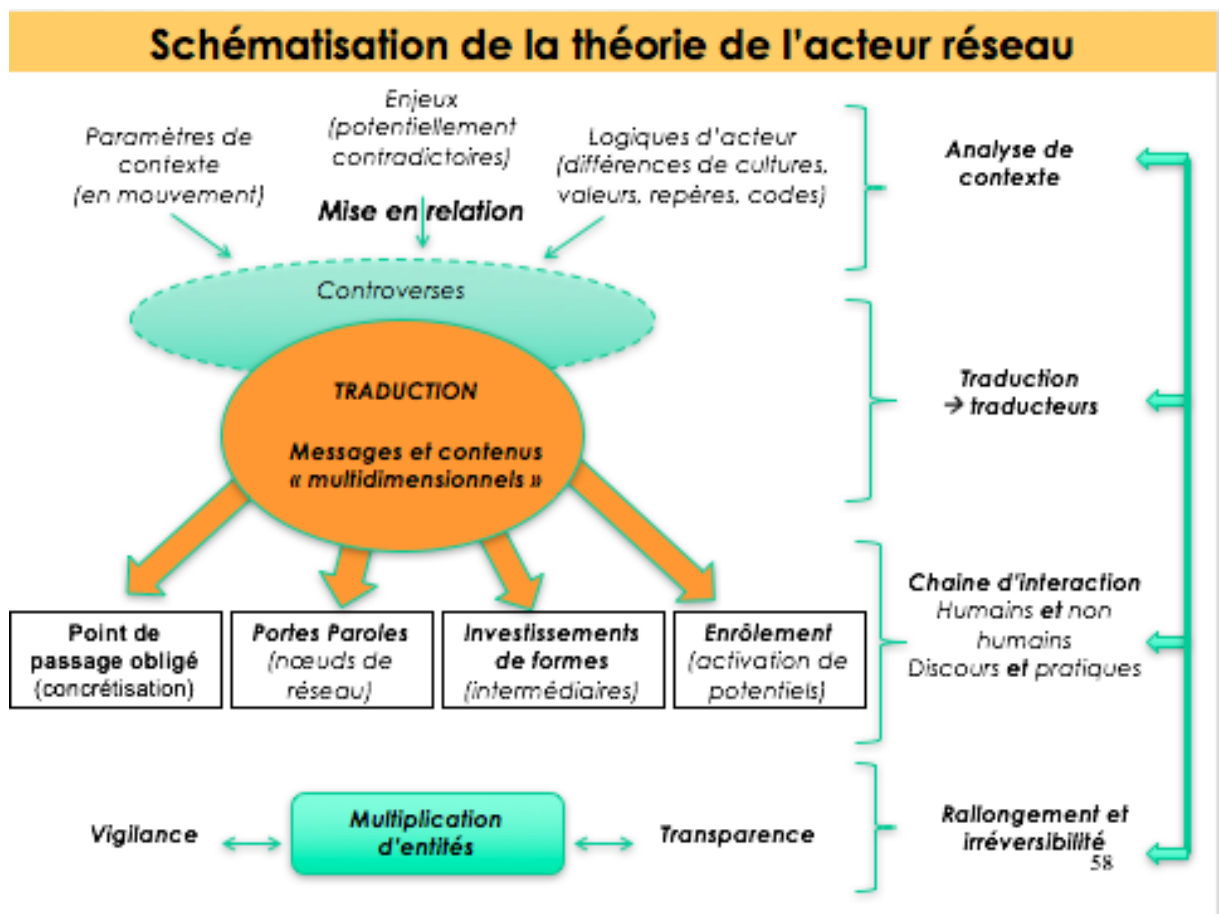 Schématisation de la théorie de l'acteur réseau
Paramètres de
contexte
(en mouvement)
Enjeux
(potentiellement
contradictoires)
Logiques d'acteur
(différences de cultures,
valeurs, repères, codes)
Mise en relation
Analyse de
contexte
Controverses
TRADUCTION
Messages et contenus
« multidimensionnels »
Traduction
→ traducteurs
Point de
passage obligé
(concrétisation)
Portes Paroles
(nœuds de
réseau)
Investissements
de formes
(intermédiaires)
Enrôlement
(activation de
potentiels)
Chaine d'interaction
Humains et non
humains
Discours et pratiques
Vigilance
Multiplication
d'entités
Transparence
Rallongement et
irréversibilité
58